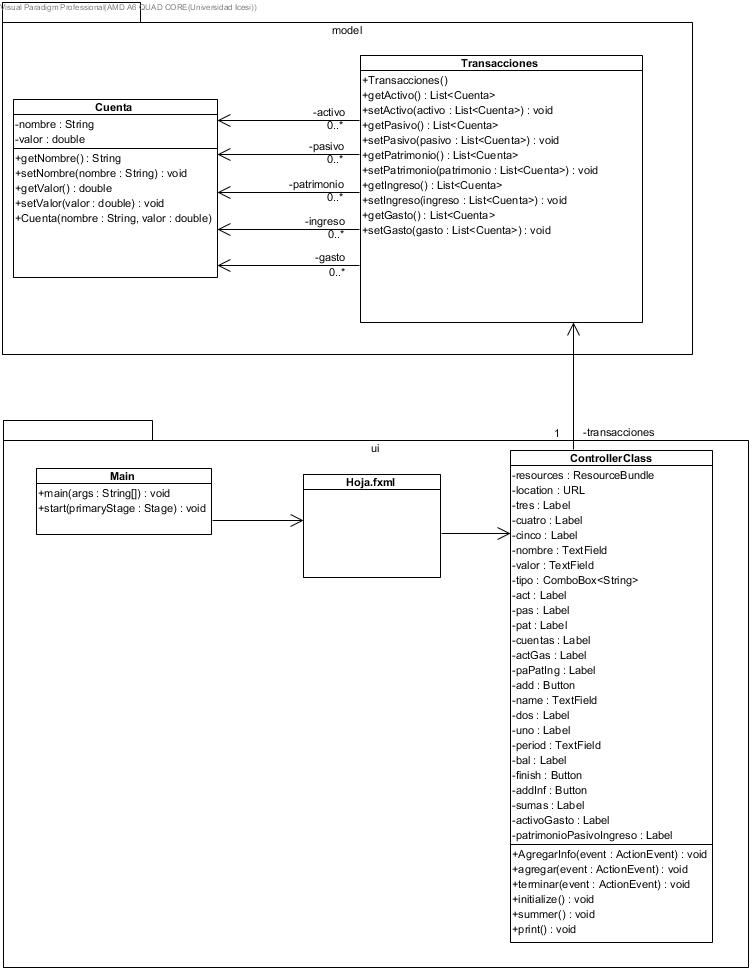 Visual Paradigm Professional(AMD A6 QUAD CORE(Universidad Icesi))
model
Transacciones
+Transacciones()
+getActivo() : List<Cuenta>
+setActivo(activo : List<Cuenta>) : void
+getPasivo() : List<Cuenta>
+setPasivo(pasivo : List<Cuenta>) : void
+getPatrimonio() : List<Cuenta>
+setPatrimonio(patrimonio : List<Cuenta>) : void
+getIngreso() : List<Cuenta>
+setIngreso(ingreso : List<Cuenta>) : void
+getGasto() : List<Cuenta>
+setGasto(gasto : List<Cuenta>) : void
Cuenta
-nombre : String
-valor : double
+getNombre() : String
+setNombre(nombre : String) : void
+getValor() : double
+setValor(valor : double) : void
+Cuenta(nombre : String, valor : double)
-activo
0..*
-pasivo
0..*
-patrimonio
0..*
-ingreso
0..*
-gasto
0..*
1
-transacciones
ui
Main
+main(args : String[]) : void
+start(primaryStage : Stage) : void
Hoja.fxml
ControllerClass
-resources : ResourceBundle
-location : URL
-tres : Label
-cuatro : Label
-cinco : Label
-nombre : TextField
-valor : TextField
-tipo : ComboBox<String>
-act : Label
-pas : Label
-pat : Label
-cuentas : Label
-actGas : Label
-paPatIng : Label
-add : Button
-name : TextField
-dos : Label
-uno : Label
-period : TextField
-bal : Label
-finish : Button
-addInf : Button
-sumas : Label
-activoGasto : Label
-patrimonioPasivoIngreso : Label
+AgregarInfo(event : ActionEvent) : void
+agregar(event : ActionEvent) : void
+terminar(event : ActionEvent) : void
+initialize() : void
+summer() : void
+print() : void